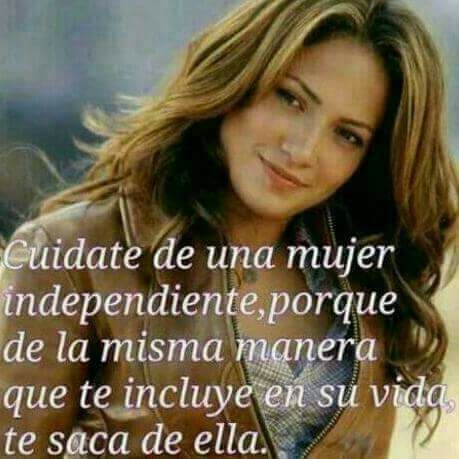 Cuidate de una mujer
independiente,porque
de la misma manera
que te incluye en su vida,
te saca de ella.